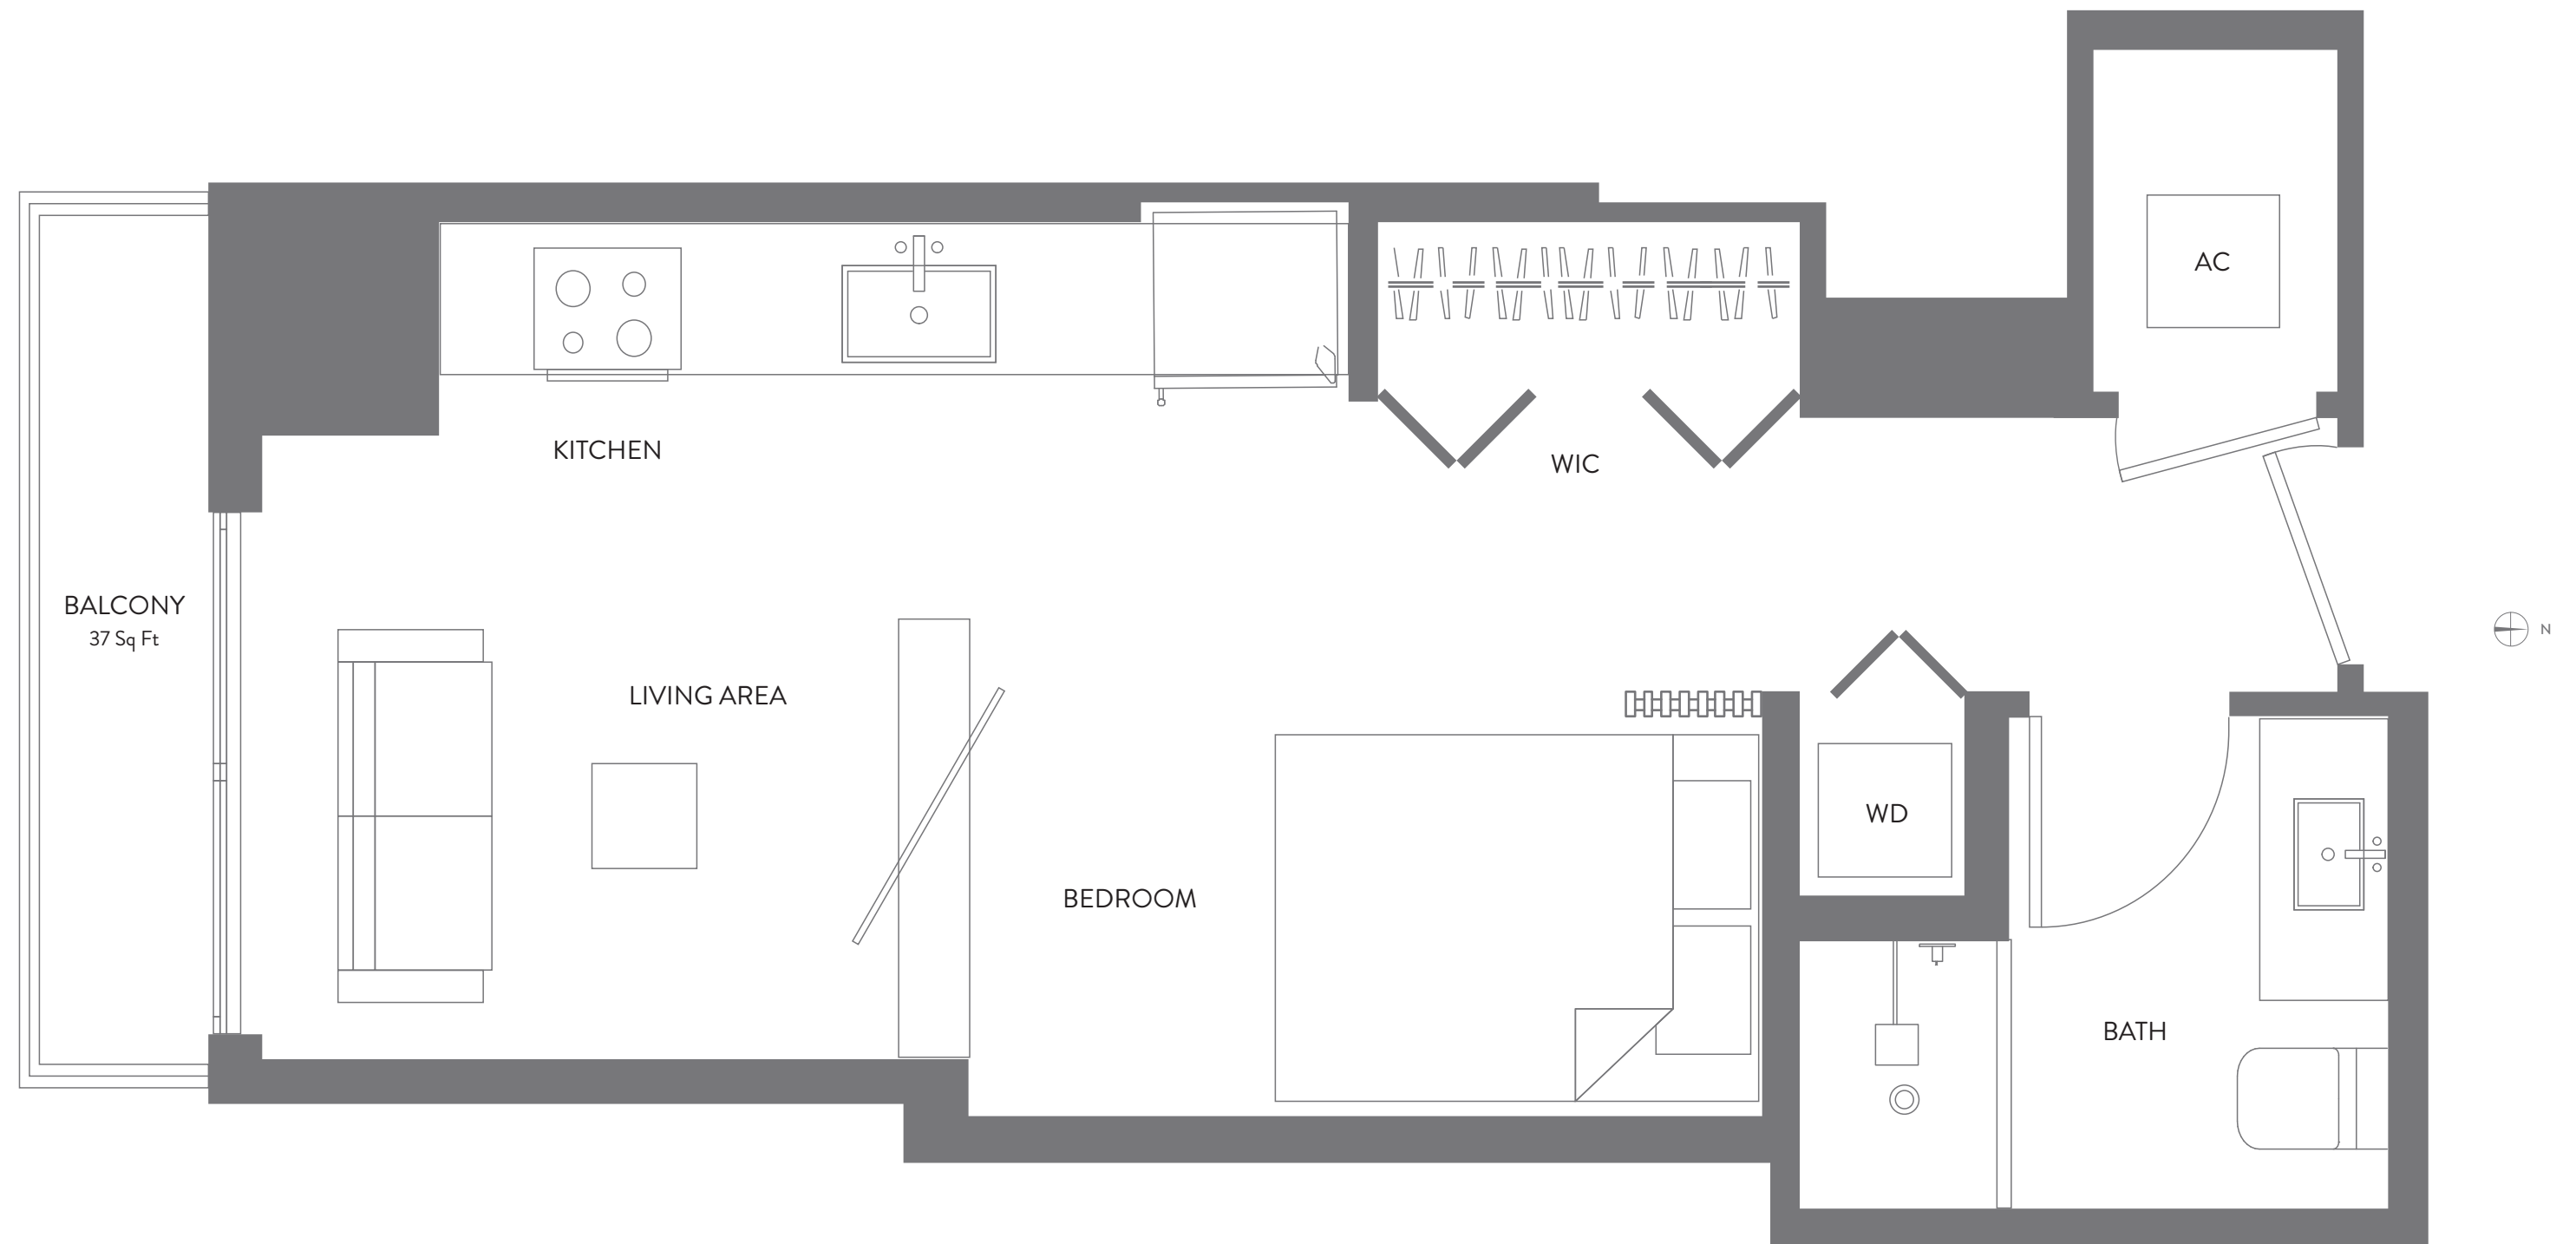 AC
KITCHEN
WIC
BALCONY
37 Sq Ft
N
LIVING AREA
WD
BEDROOM
BATH